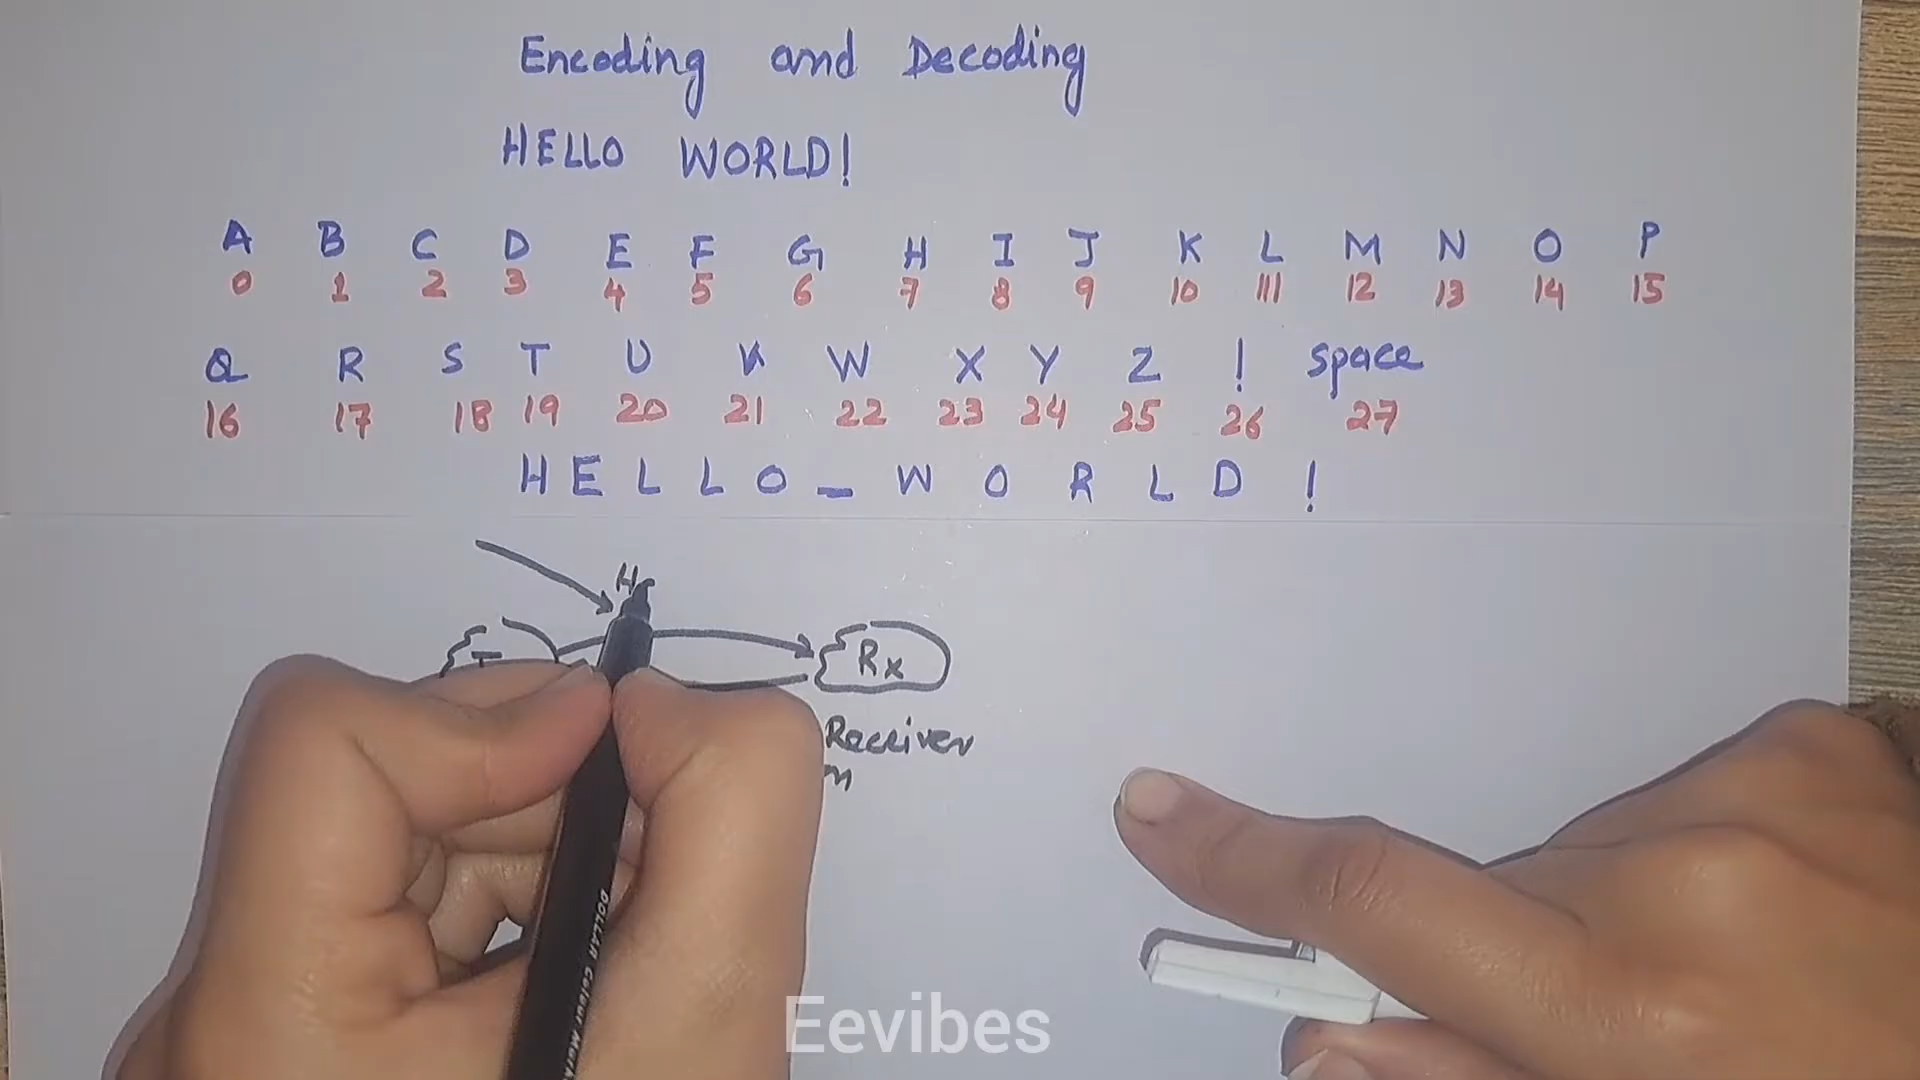 Encoding and Decoding
HELLO WORLD!
A B C D E F G H I J K L M N O P
0 1 2 3 4 5 6 7 8 9 10 11 12 13 14 15
Q R S T U V W X Y Z ! space
16 17 18 19 20 21 22 23 24 25 26 27
H E L L O _ W O R L D !
H
T Rx
Receiver
m
DOLLAR Colour
Eevibes